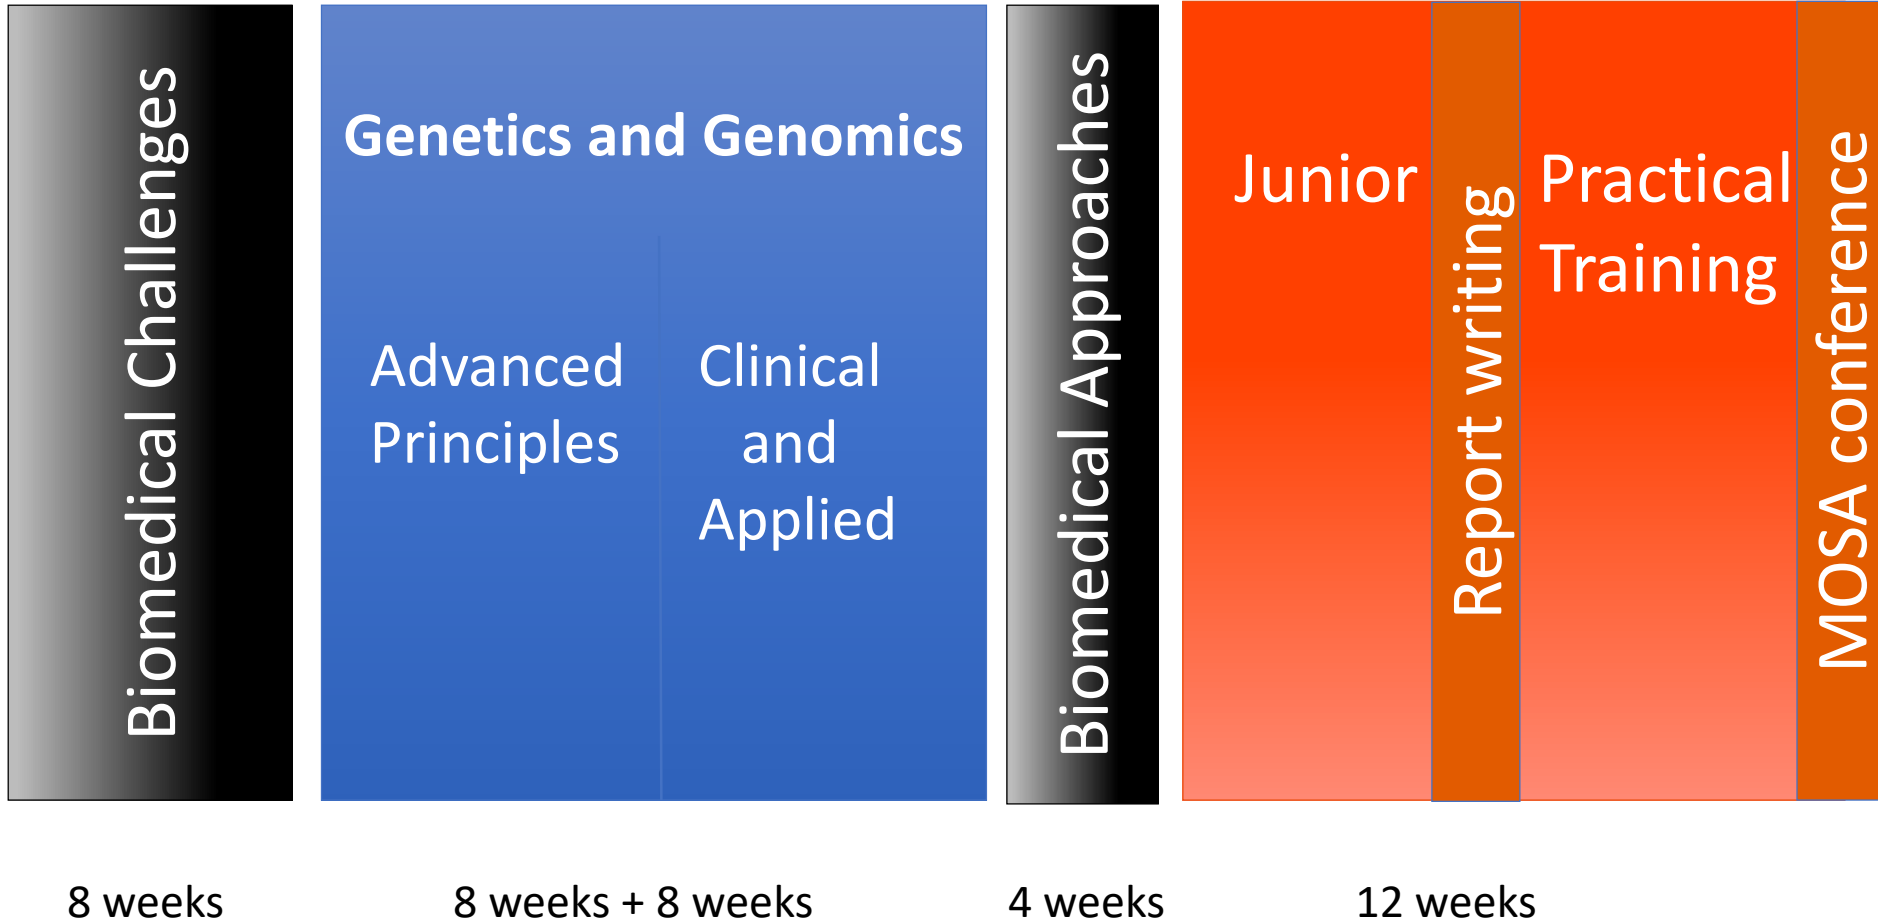 Biomedical Challenges
Genetics and Genomics
Advanced
Principles
Clinical
and
Applied
Biomedical Approaches
Junior
Report writing
Practical
Training
MOSA conference
8 weeks
8 weeks + 8 weeks
4 weeks
12 weeks